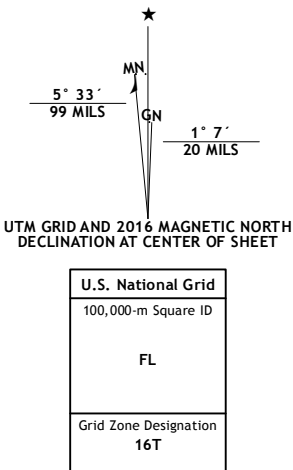 ★
MN.
GN
5° 33´
99 MILS
1° 7´
20 MILS
UTM GRID AND 2016 MAGNETIC NORTH
DECLINATION AT CENTER OF SHEET
U.S. National Grid
100,000-m Square ID
FL
Grid Zone Designation
16T